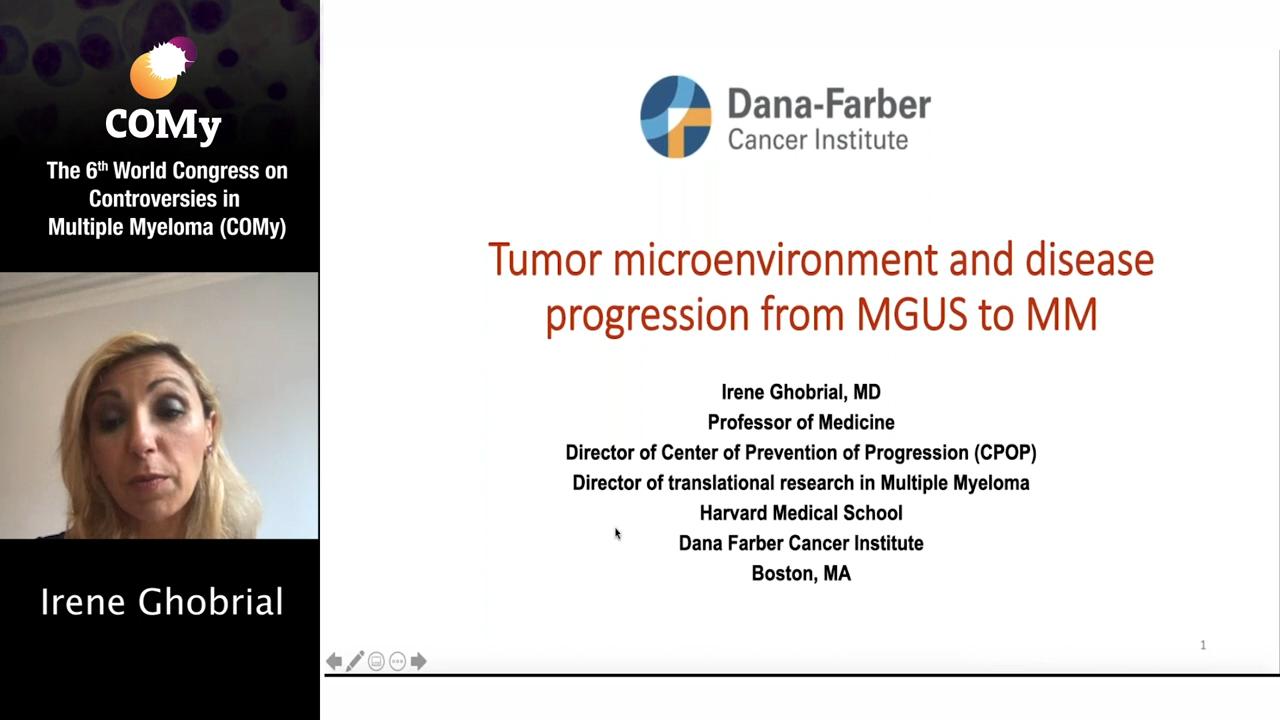 COMy
The 6th World Congress on
Controversies in
Multiple Myeloma (COMy)
Irene Ghobrial
Dana-Farber
Cancer Institute
Tumor microenvironment and disease
progression from MGUS to MM
Irene Ghobrial, MD
Professor of Medicine
Director of Center of Prevention of Progression (CPOP)
Director of translational research in Multiple Myeloma
Harvard Medical School
Dana Farber Cancer Institute
Boston, MA
1